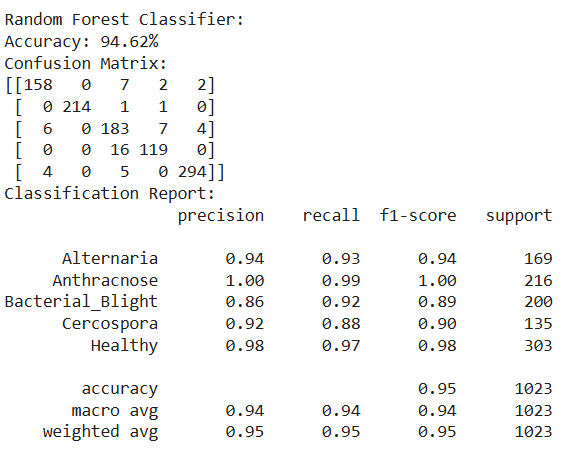 Random Forest Classifier:
Accuracy: 94.62%
Confusion Matrix:
[[158   0   7   2   2]
 [  0 214   1   1   0]
 [  6   0 183   7   4]
 [  0   0  16 119   0]
 [  4   0   5   0 294]]
Classification Report:
                  precision    recall  f1-score   support

      Alternaria       0.94      0.93      0.94       169
     Anthracnose       1.00      0.99      1.00       216
Bacterial_Blight       0.86      0.92      0.89       200
      Cercospora       0.92      0.88      0.90       135
         Healthy       0.98      0.97      0.98       303

        accuracy                           0.95      1023
       macro avg       0.94      0.94      0.94      1023
    weighted avg       0.95      0.95      0.95      1023